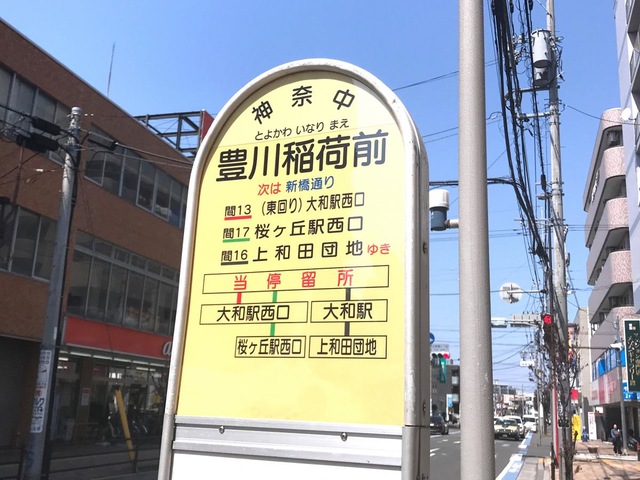 神奈中
とよかわ いなり まえ
豊川稲荷前
次は 新橋通り
間13 (東回り)大和駅西口
間17 桜ヶ丘駅西口
間16 上和田団地ゆき
当停留所
大和駅西口 大和駅
桜ヶ丘駅西口 上和田団地